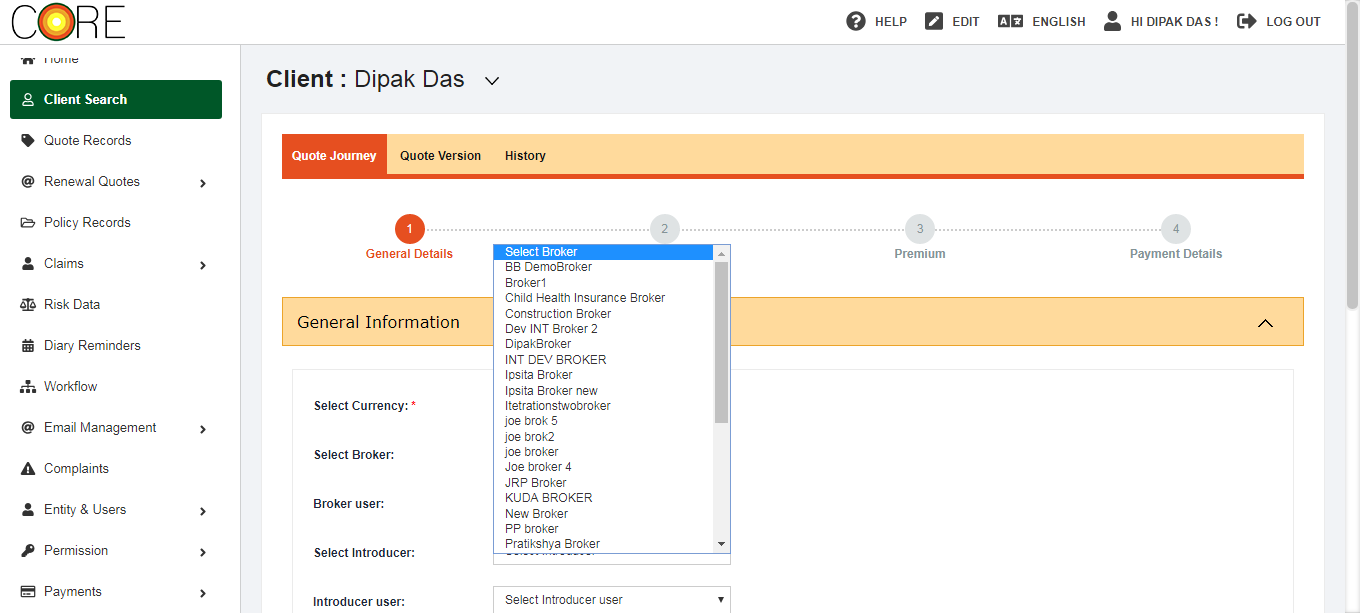 CORE
HELP
EDIT
ENGLISH
HI DIPAK DAS !
LOG OUT
Home
Client Search
Quote Records
Renewal Quotes
Policy Records
Claims
Risk Data
Diary Reminders
Workflow
Email Management
Complaints
Entity & Users
Permission
Payments
Client : Dipak Das
Quote Journey
Quote Version
History
1
2
3
4
General Details
Premium
Payment Details
General Information
Select Currency: *
Select Broker:
Broker user:
Select Introducer:
Introducer user:
Select Broker
BB DemoBroker
Broker1
Child Health Insurance Broker
Construction Broker
Dev INT Broker 2
DipakBroker
INT DEV BROKER
Ipsita Broker
Ipsita Broker new
Itetrationstwobroker
joe brok 5
joe brok2
joe broker
Joe broker 4
JRP Broker
KUDA BROKER
New Broker
PP broker
Pratikshya Broker
Select Introducer
Select Introducer user